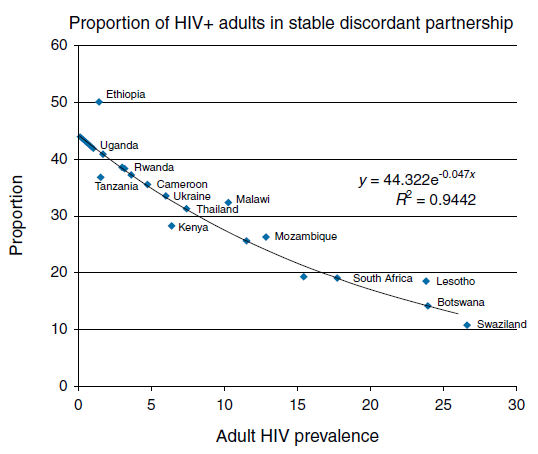 Proportion of HIV+ adults in stable discordant partnership
60
50
40
30
20
10
0
Proportion
Ethiopia
Uganda
Rwanda
Tanzania
Cameroon
Ukraine
Thailand
Malawi
Kenya
Mozambique
South Africa
Lesotho
Botswana
Swaziland
y = 44.322e^-0.047x
R² = 0.9442
0 5 10 15 20 25 30
Adult HIV prevalence